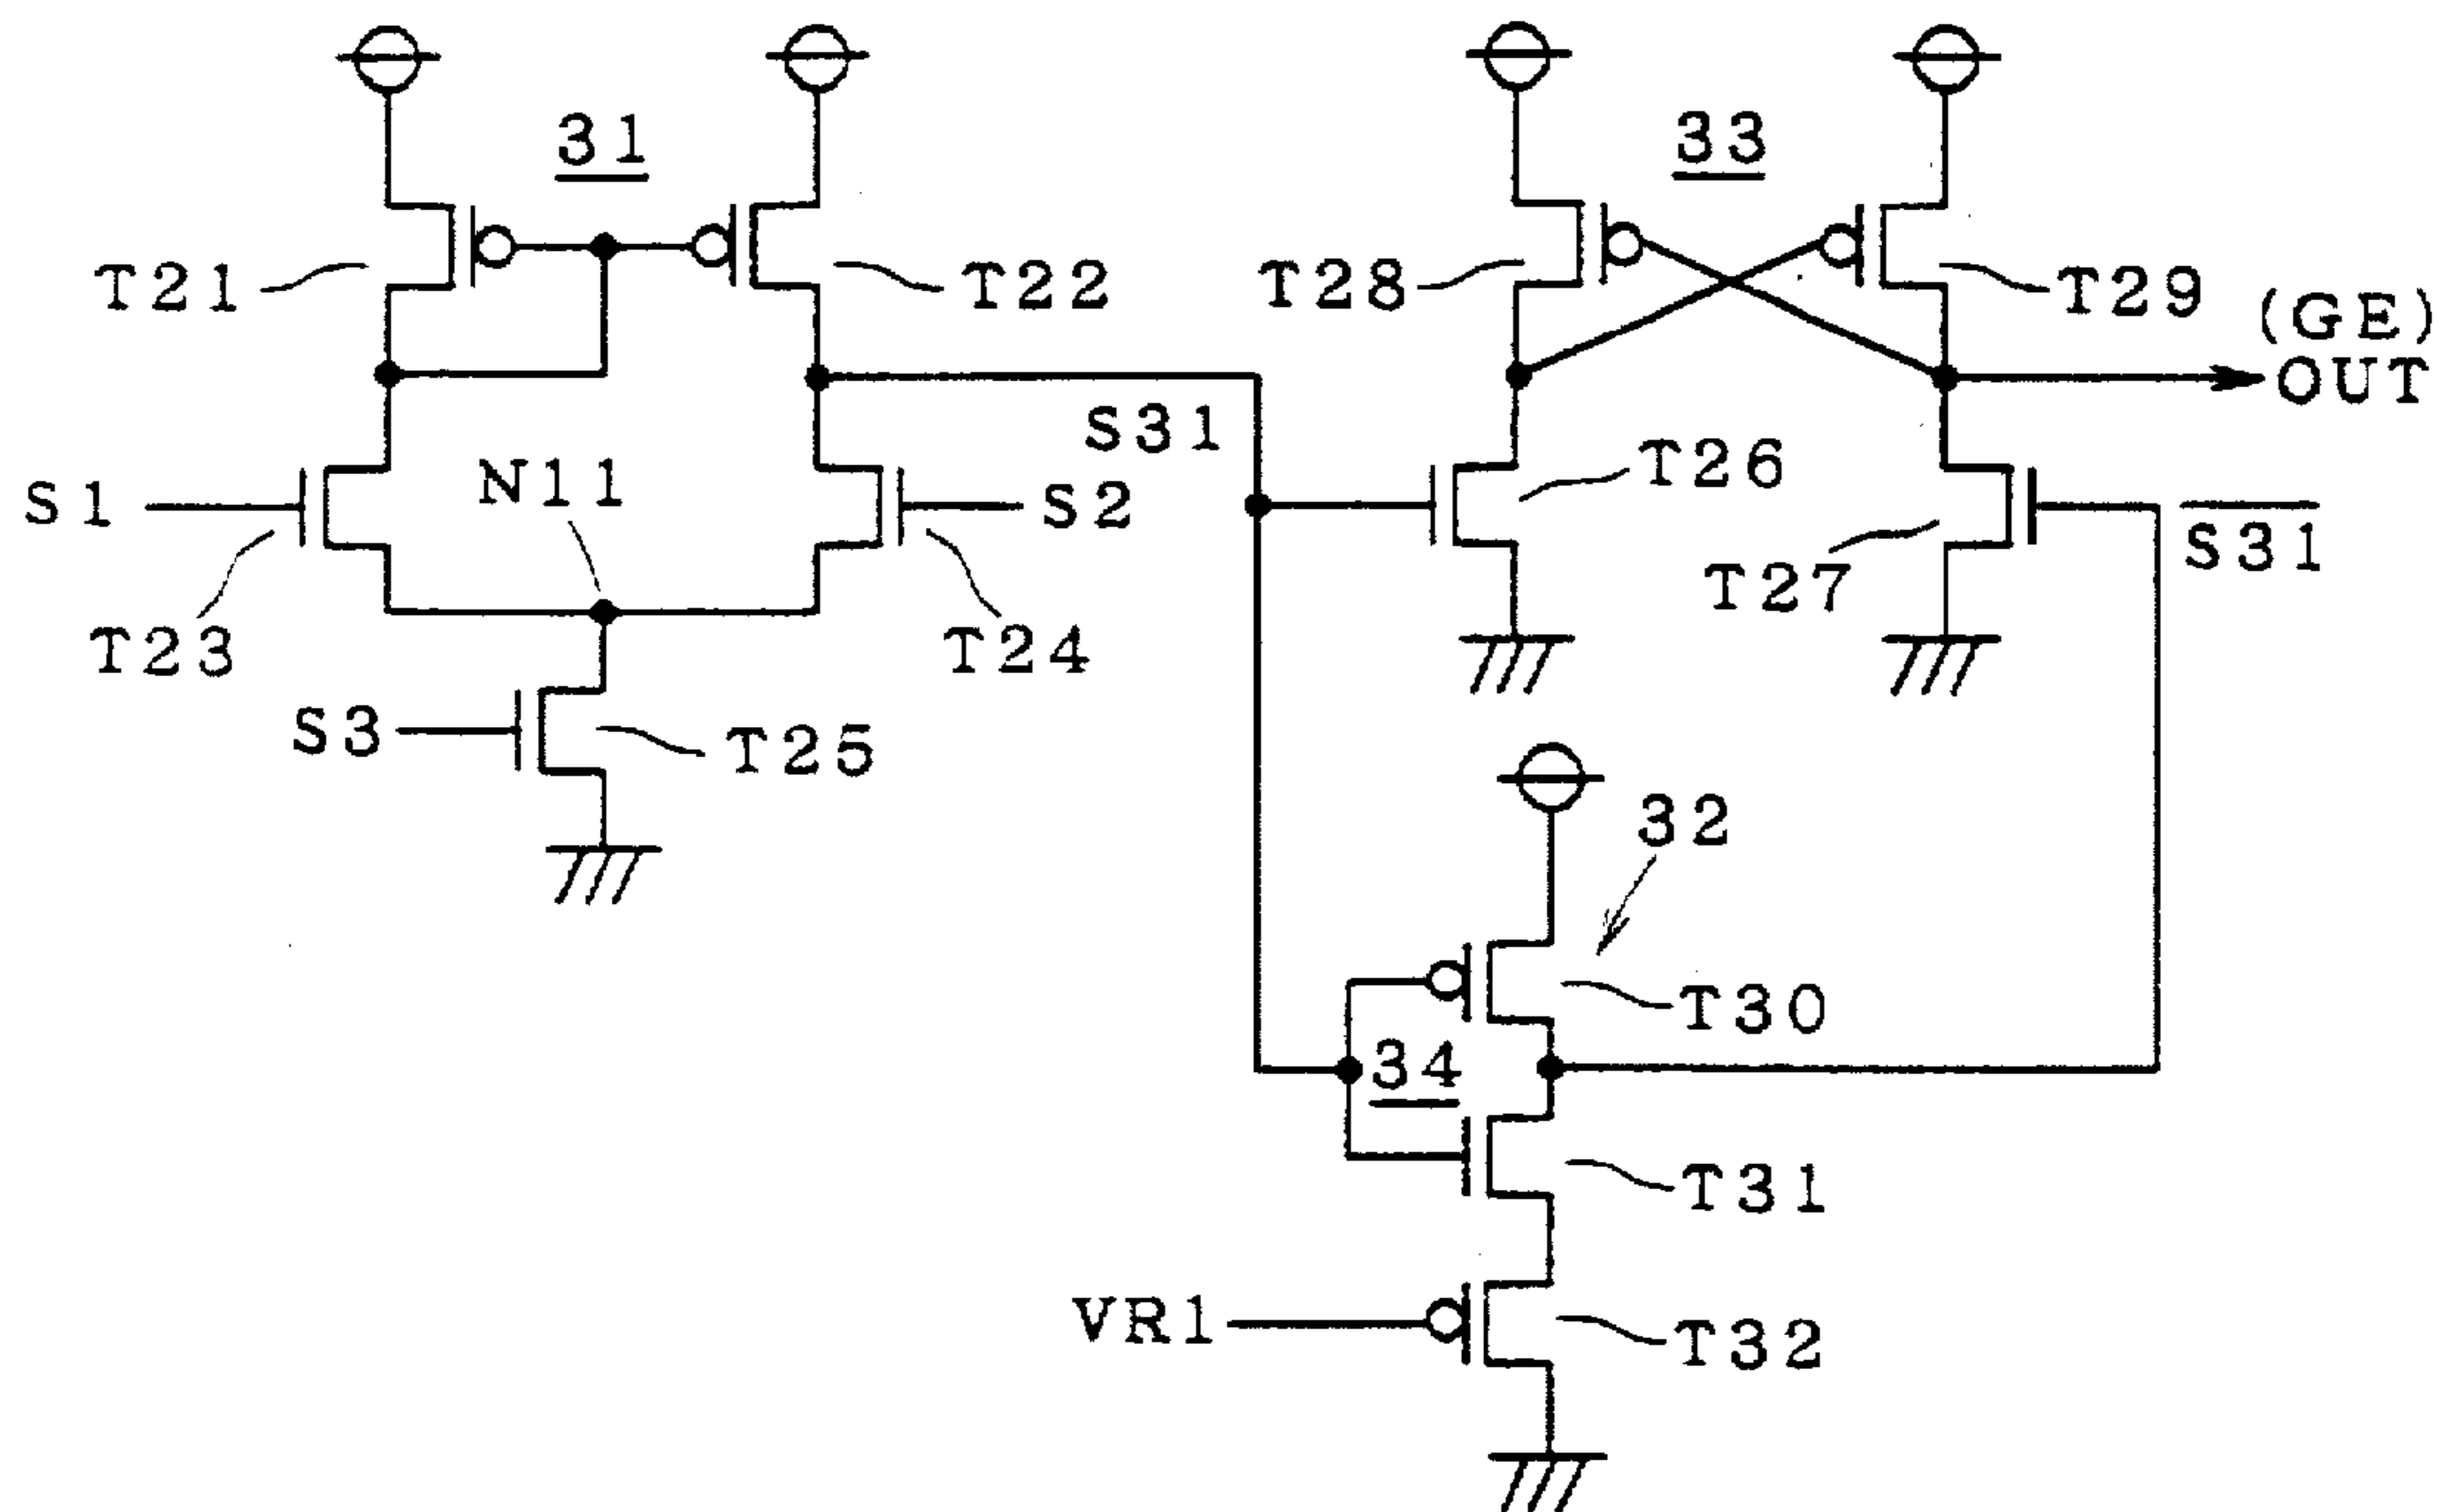 31
33
T21
T22
T28
T29
(GE)
OUT
S31
S1
N11
S2
T26
S31
T27
T23
T24
S3
T25
32
T30
34
T31
VR1
T32